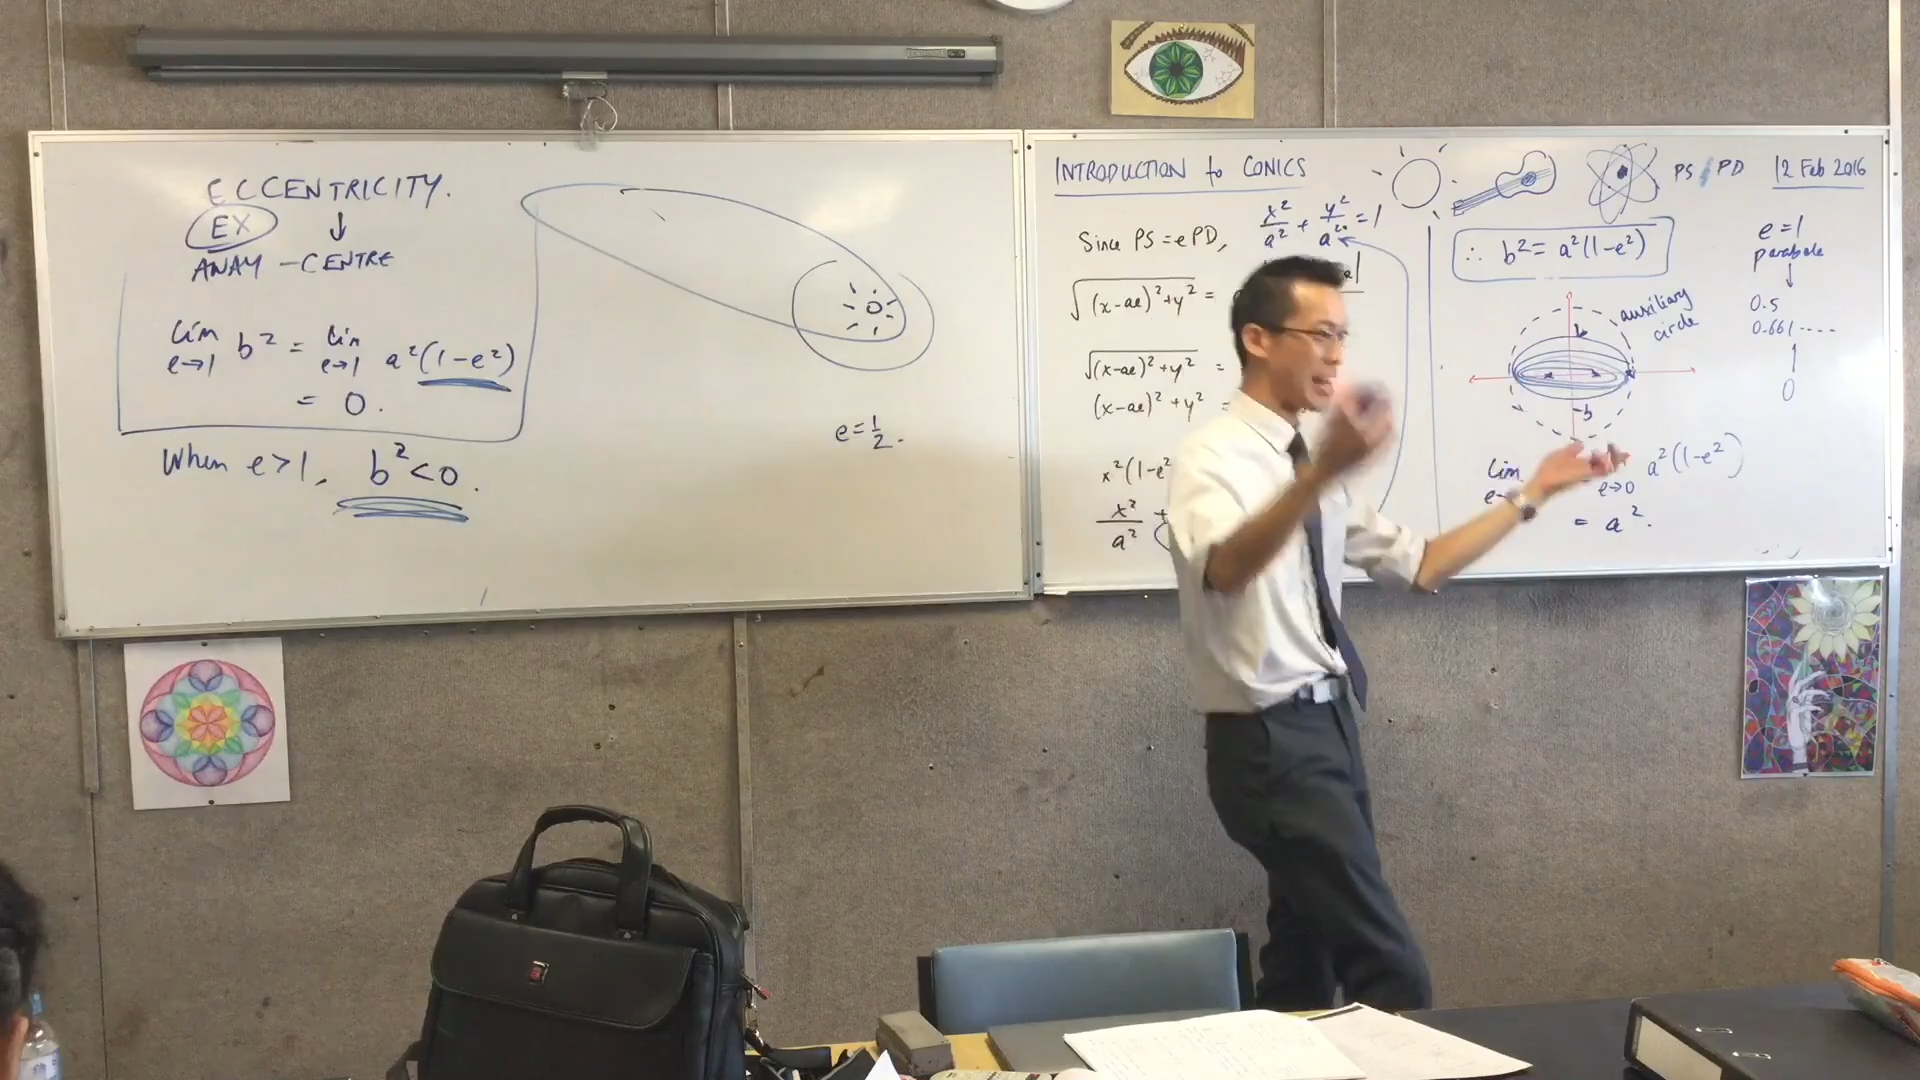 ECCENTRICITY.
EX ↓
AWAY - CENTRE
lim e→1 b² = lim e→1 a²(1-e²)
= 0.
When e>1, b² < 0.
e = 1/2.
INTRODUCTION to CONICS
PS / PD
12 Feb 2016
Since PS = ePD,
√(x-ae)²+y² =
√(x-ae)²+y² =
(x-ae)²+y² =
x²(1-e²
x²/a² +
x²/a² + y²/a² = 1
∴ b² = a²(1-e²)
auxiliary
circle
b
-b
lim
e→0 a²(1-e²)
= a².
e=1
parabola
↓
0.5
0.661....
↑
0